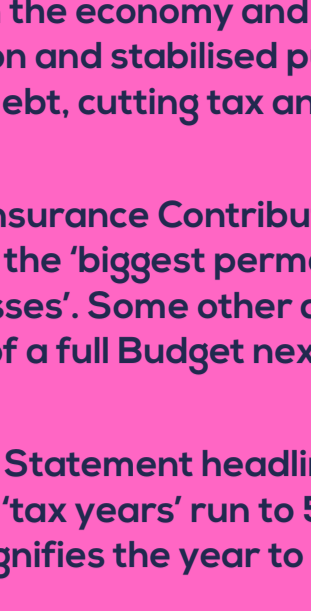 the economy and
on and stabilised p
ebt, cutting tax an
nsurance Contribu
the ‘biggest perm
sses’. Some other
of a full Budget nex
Statement headli
‘tax years’ run to 5
gnifies the year to